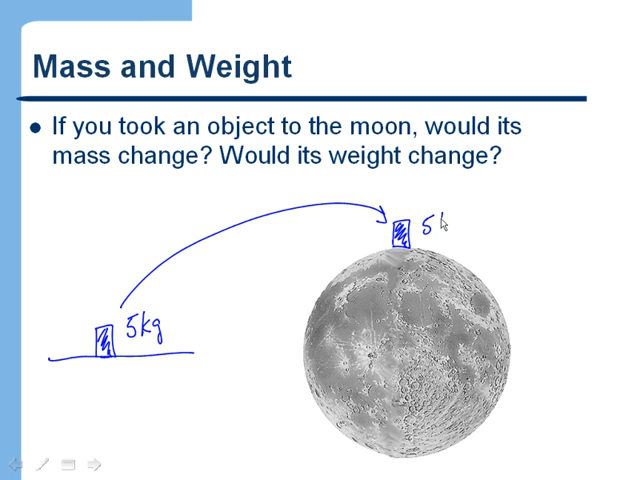 Mass and Weight
If you took an object to the moon, would its
mass change? Would its weight change?
5
5kg